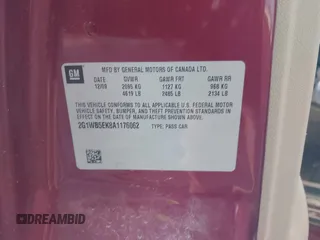 GM
MFD BY GENERAL MOTORS OF CANADA LTD.
12/09 GVWR GAWR FRT GAWR RR
2095 KG 1127 KG 968 KG
4619 LB 2485 LB 2134 LB
THIS VEHICLE CONFORMS TO ALL APPLICABLE U.S. FEDERAL MOTOR
VEHICLE SAFETY, BUMPER, AND THEFT PREVENTION STANDARDS
IN EFFECT ON THE DATE OF MANUFACTURE SHOWN ABOVE.
2G1WB5EK8A1176062 TYPE: PASS CAR
DREAMBID